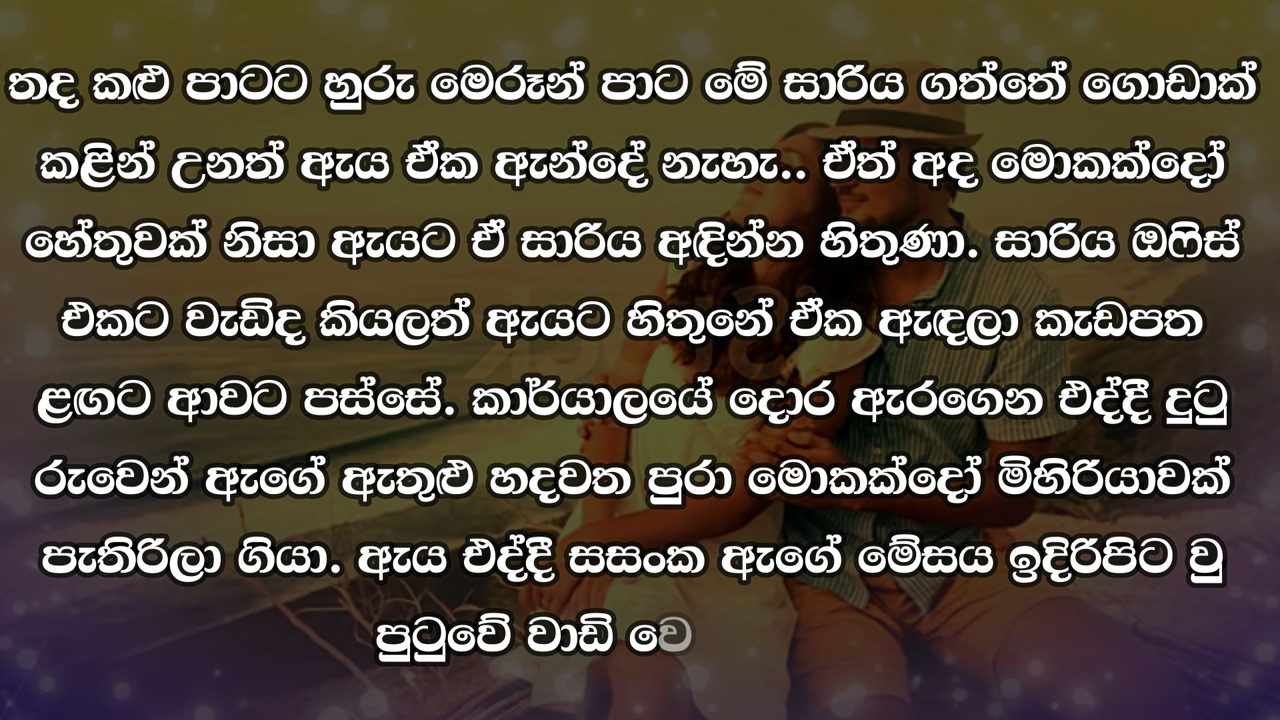 තද කළු පාටට හුරු මෙරූන් පාට මේ සාරිය ගත්තේ ගොඩාක්
කළින් උනත් ඇය ඒක ඇන්දේ නැහැ.. ඒත් අද මොකක්දෝ
හේතුවක් නිසා ඇයට ඒ සාරිය අඳින්න හිතුණා. සාරිය ඔෆිස්
එකට වැඩිද කියලත් ඇයට හිතුනේ ඒක ඇඳලා කැඩපත
ළඟට ආවට පස්සේ. කාර්යාලයේ දොර ඇරගෙන එද්දී දුටු
රුවෙන් ඇගේ ඇතුළු හදවත පුරා මොකක්දෝ මිහිරියාවක්
පැතිරිලා ගියා. ඇය එද්දී සසංක ඇගේ මේසය ඉදිරිපිට වු
පුටුවේ වාඩි වෙ